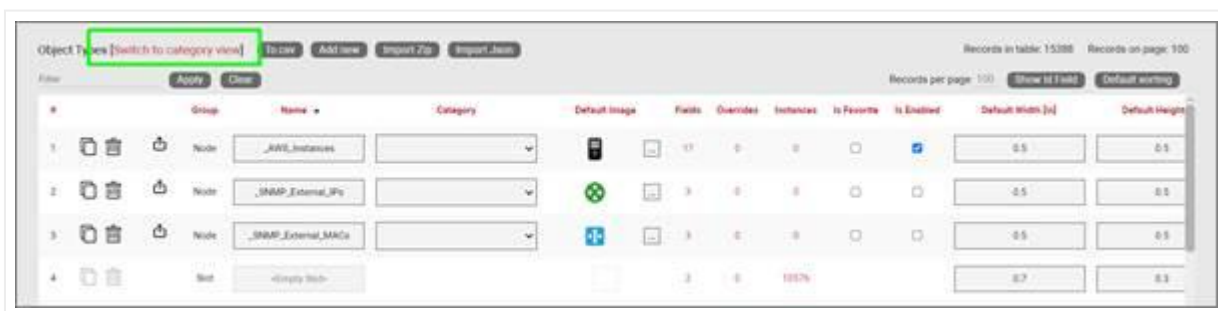 Object Types [Switch to category view] To csv Add new Import Zip Import Json Records in table: 15388 Records on page: 100
Filter Apply Clear Records per page 100 Show Id Field Default sorting
# Group Name Category Default Image Fields Overrides Instances Is Favorite Is Enabled Default Width [in] Default Height
1 Node _AWS_Instances ... 17 0 0 0.5 0.5
2 Node _SNMP_External_IPs ... 3 0 0 0.5 0.5
3 Node _SNMP_External_MACs ... 3 0 0 0.5 0.5
4 Slot <Empty Slot> 0 0.7 0.3